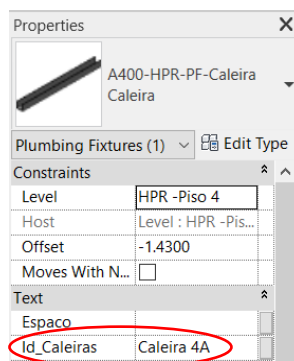 Properties X
A400-HPR-PF-Caleira
Caleira
Plumbing Fixtures (1) Edit Type
Constraints
Level HPR -Piso 4
Host Level : HPR -Pis...
Offset -1.4300
Moves With N...
Text
Espaço
Id_Caleiras Caleira 4A